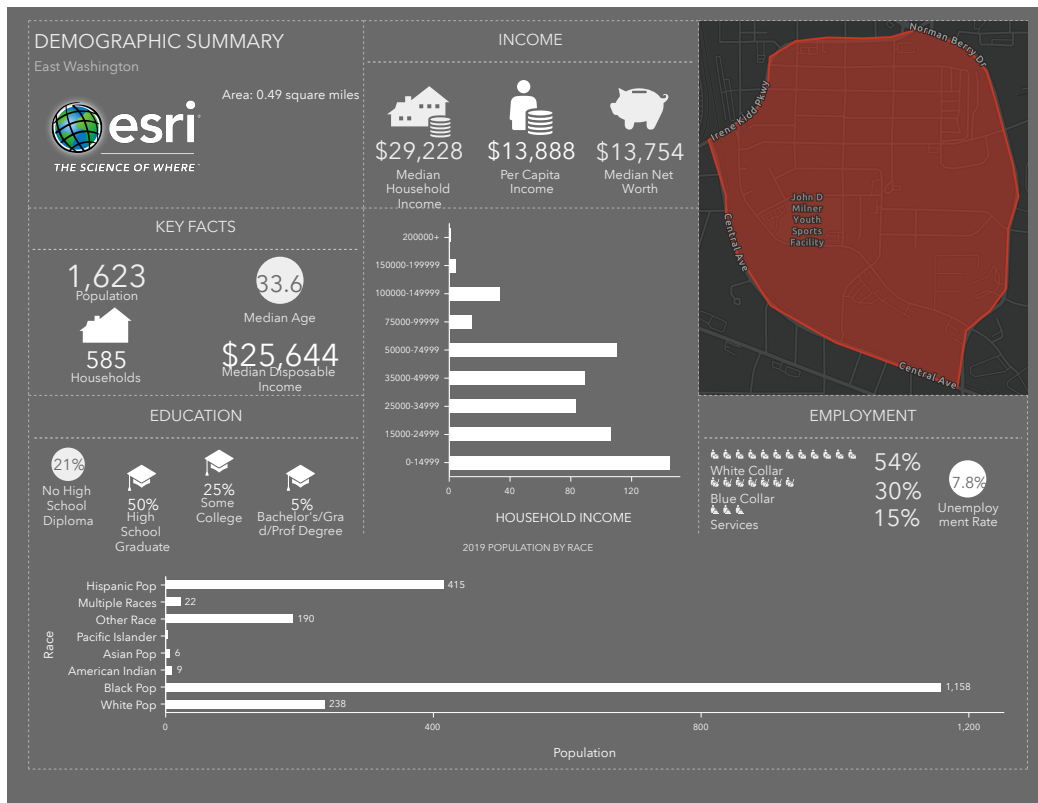 DEMOGRAPHIC SUMMARY
East Washington
Area: 0.49 square miles
esri
THE SCIENCE OF WHERE
INCOME
$29,228
Median
Household
Income
$13,888
Per Capita
Income
$13,754
Median Net
Worth
Norman Berry Dr
Irene Kidd Pkwy
John D
Milner
Youth
Sports
Facility
Central Ave
Central Ave
KEY FACTS
1,623
Population
33.6
Median Age
585
Households
$25,644
Median Disposable
Income
200000+
150000-199999
100000-149999
75000-99999
50000-74999
35000-49999
25000-34999
15000-24999
0-14999
0 40 80 120
HOUSEHOLD INCOME
EDUCATION
21%
No High
School
Diploma
50%
High
School
Graduate
25%
Some
College
5%
Bachelor's/Gra
d/Prof Degree
EMPLOYMENT
White Collar
54%
Blue Collar
30%
Services
15%
7.8%
Unemploy
ment Rate
2019 POPULATION BY RACE
Race
Hispanic Pop 415
Multiple Races 22
Other Race 190
Pacific Islander
Asian Pop 6
American Indian 9
Black Pop 1,158
White Pop 238
0 400 800 1,200
Population